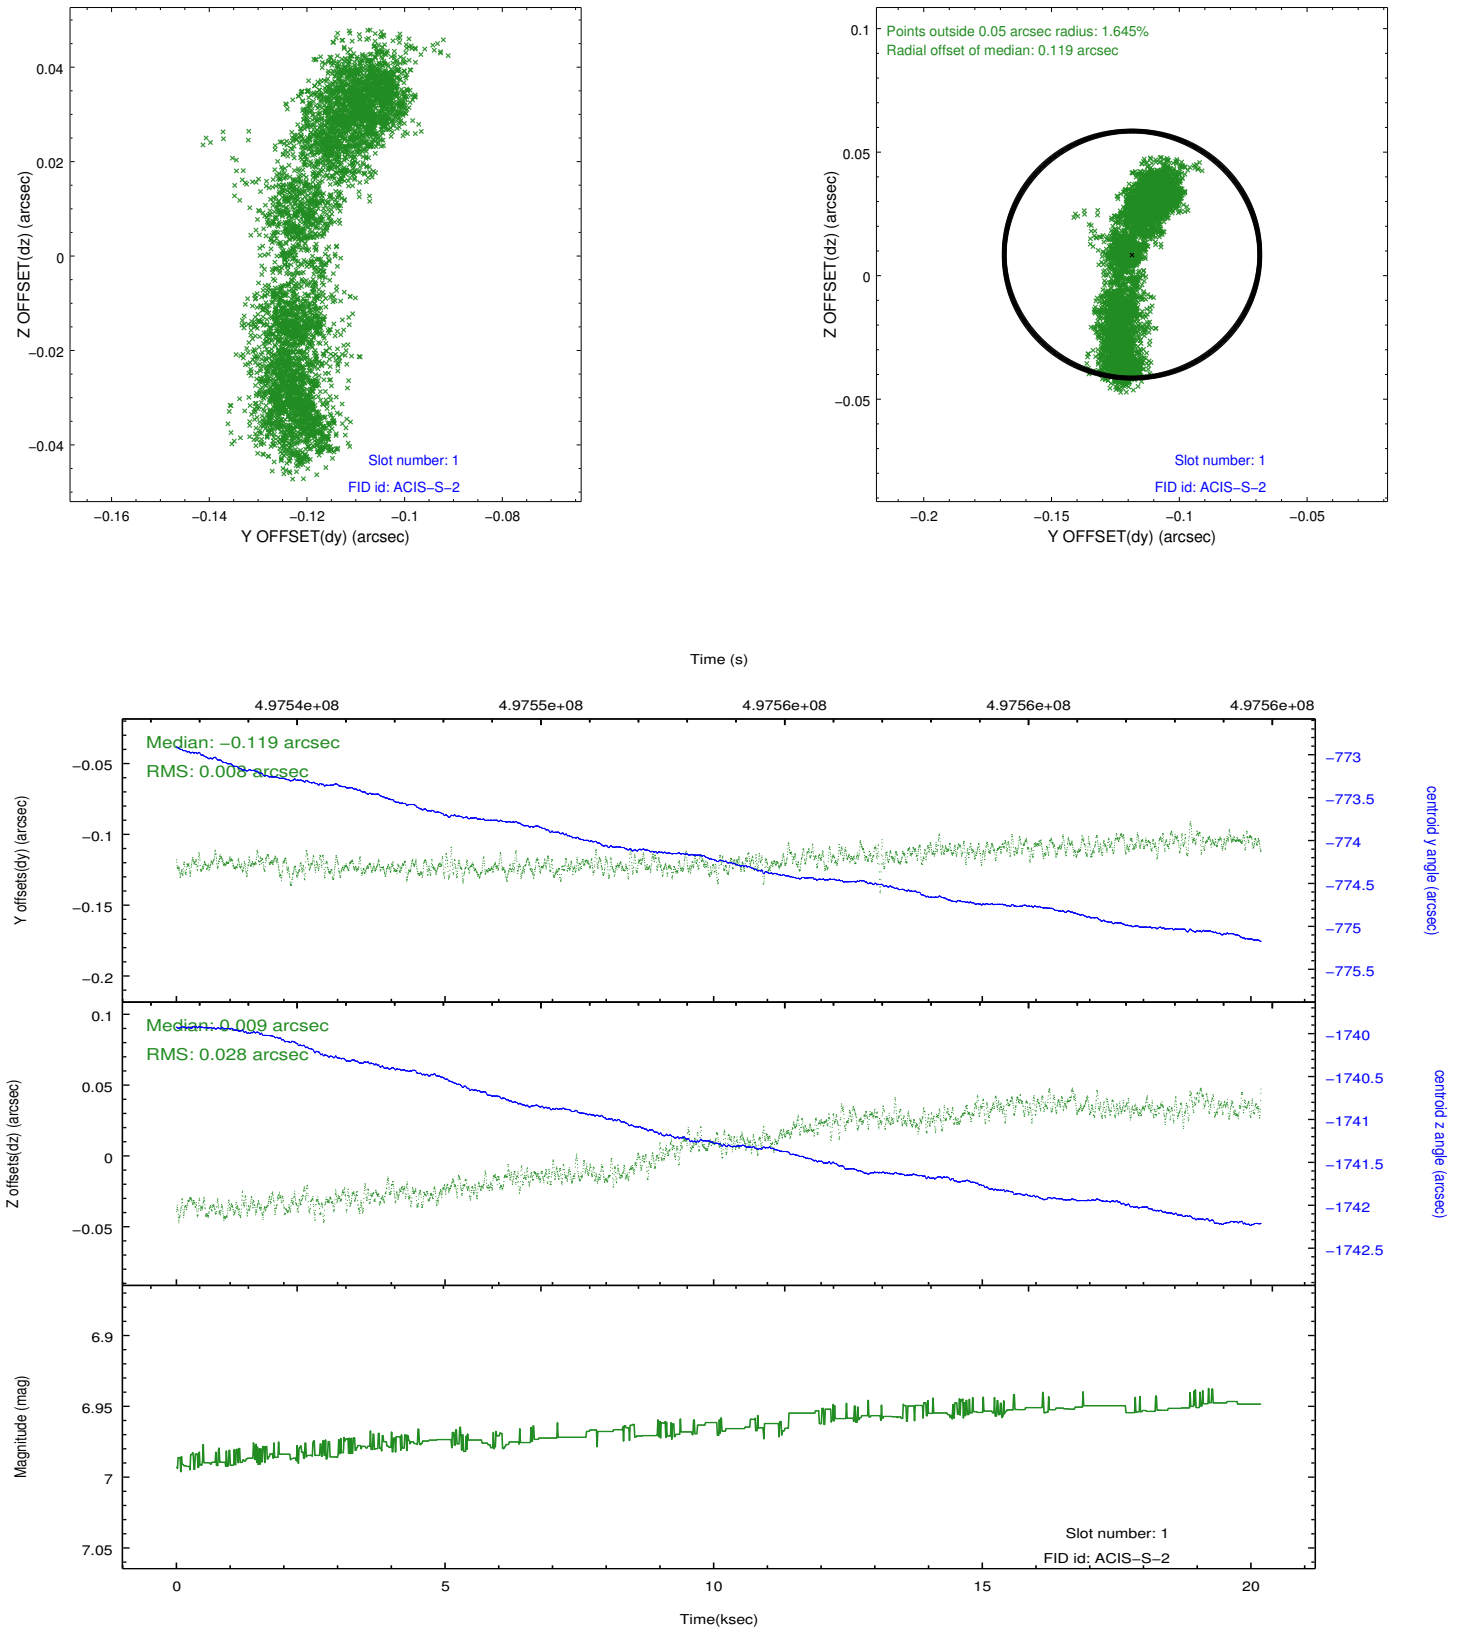 0.04
0.02
0
−0.02
−0.04
Z OFFSET(dz) (arcsec)
Slot number: 1
FID id: ACIS−S−2
−0.16
−0.14
−0.12
−0.1
−0.08
Y OFFSET(dy) (arcsec)
Points outside 0.05 arcsec radius: 1.645%
Radial offset of median: 0.119 arcsec
0.1
0.05
0
−0.05
Z OFFSET(dz) (arcsec)
Slot number: 1
FID id: ACIS−S−2
−0.2
−0.15
−0.1
−0.05
Y OFFSET(dy) (arcsec)
Time (s)
4.9754e+08
4.9755e+08
4.9756e+08
4.9756e+08
4.9756e+08
Median: −0.119 arcsec
RMS: 0.008 arcsec
−0.05
−0.1
−0.15
−0.2
Y offsets(dy) (arcsec)
−773
−773.5
−774
−774.5
−775
−775.5
centroid y angle (arcsec)
Median: 0.009 arcsec
RMS: 0.028 arcsec
0.1
0.05
0
−0.05
Z offsets(dz) (arcsec)
−1740
−1740.5
−1741
−1741.5
−1742
−1742.5
centroid z angle (arcsec)
6.9
6.95
7
7.05
Magnitude (mag)
Slot number: 1
FID id: ACIS−S−2
0
5
10
15
20
Time(ksec)